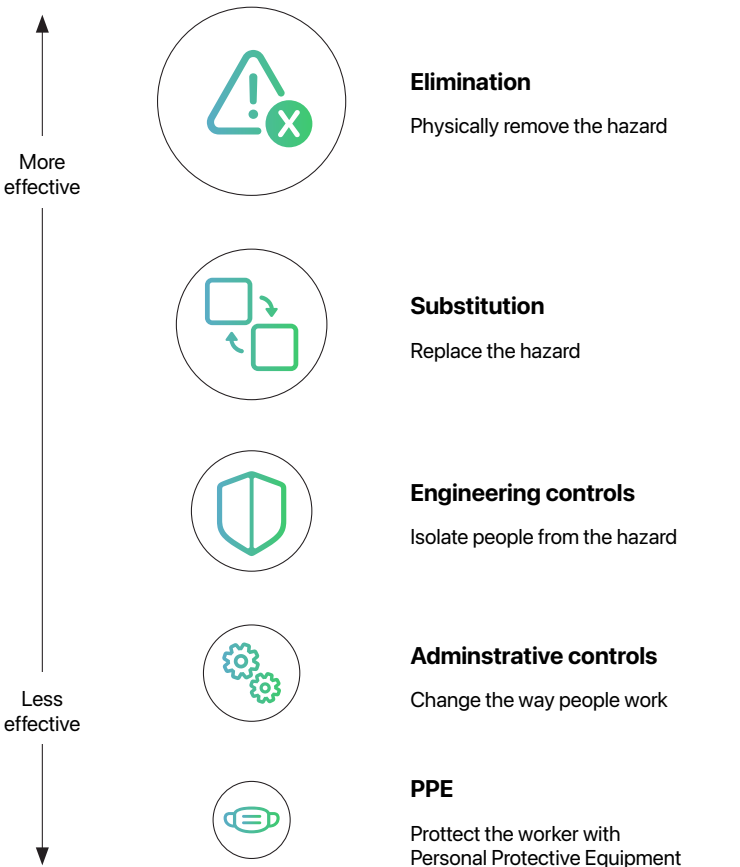 More
effective
Elimination
Physically remove the hazard
Substitution
Replace the hazard
Engineering controls
Isolate people from the hazard
Less
effective
Adminstrative controls
Change the way people work
PPE
Prottect the worker with
Personal Protective Equipment